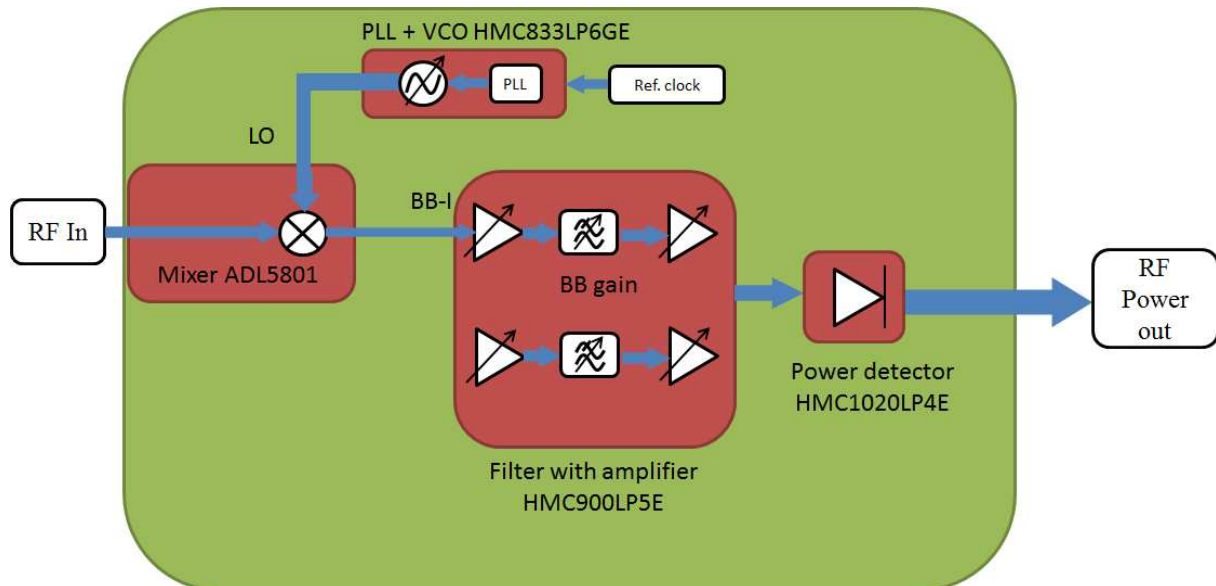 PLL + VCO HMC833LP6GE
PLL
Ref. clock
LO
RF In
BB-I
Mixer ADL5801
BB gain
RF
Power
out
Power detector
HMC1020LP4E
Filter with amplifier
HMC900LP5E